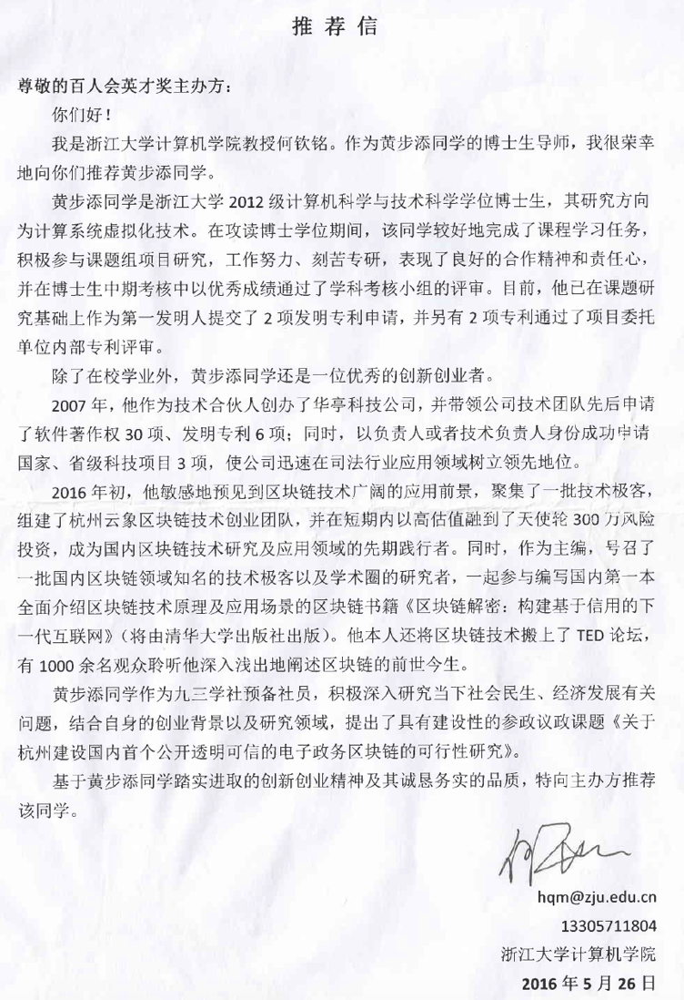 推荐信
尊敬的百人会英才奖主办方：
你们好！
我是浙江大学计算机学院教授何钦铭。作为黄步添同学的博士生导师，我很荣幸
地向你们推荐黄步添同学。
黄步添同学是浙江大学 2012 级计算机科学与技术科学学位博士生，其研究方向
为计算系统虚拟化技术。在攻读博士学位期间，该同学较好地完成了课程学习任务，
积极参与课题组项目研究，工作努力、刻苦专研，表现了良好的合作精神和责任心，
并在博士生中期考核中以优秀成绩通过了学科考核小组的评审。目前，他已在课题研
究基础上作为第一发明人提交了 2 项发明专利申请，并另有 2 项专利通过了项目委托
单位内部专利评审。
除了在校学业外，黄步添同学还是一位优秀的创新创业者。
2007 年，他作为技术合伙人创办了华亭科技公司，并带领公司技术团队先后申请
了软件著作权 30 项、发明专利 6 项；同时，以负责人或者技术负责人身份成功申请
国家、省级科技项目 3 项，使公司迅速在司法行业应用领域树立领先地位。
2016 年初，他敏感地预见到区块链技术广阔的应用前景，聚集了一批技术极客，
组建了杭州云象区块链技术创业团队，并在短期内以高估值融到了天使轮 300 万风险
投资，成为国内区块链技术研究及应用领域的先期践行者。同时，作为主编，号召了
一批国内区块链领域知名的技术极客以及学术圈的研究者，一起参与编写国内第一本
全面介绍区块链技术原理及应用场景的区块链书籍《区块链解密：构建基于信用的下
一代互联网》（将由清华大学出版社出版）。他本人还将区块链技术搬上了 TED 论坛，
有 1000 余名观众聆听他深入浅出地阐述区块链的前世今生。
黄步添同学作为九三学社预备社员，积极深入研究当下社会民生、经济发展有关
问题，结合自身的创业背景以及研究领域，提出了具有建设性的参政议政课题《关于
杭州建设国内首个公开透明可信的电子政务区块链的可行性研究》。
基于黄步添同学踏实进取的创新创业精神及其诚恳务实的品质，特向主办方推荐
该同学。
hqm@zju.edu.cn
13305711804
浙江大学计算机学院
2016 年 5 月 26 日